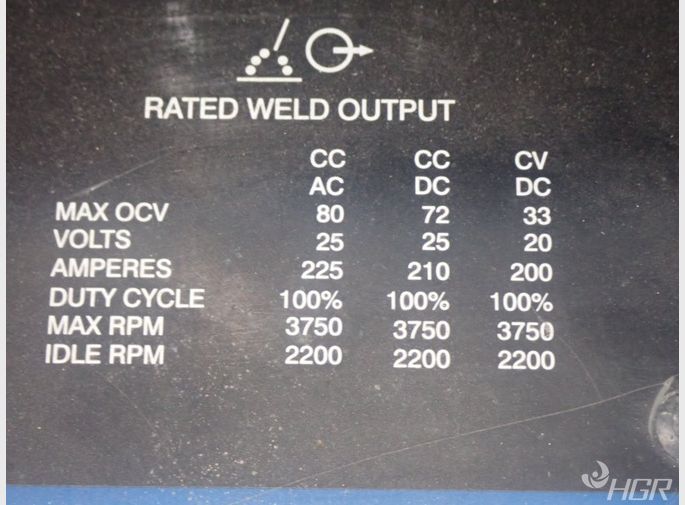 RATED WELD OUTPUT
CC CC CV
AC DC DC
MAX OCV 80 72 33
VOLTS 25 25 20
AMPERES 225 210 200
DUTY CYCLE 100% 100% 100%
MAX RPM 3750 3750 3750
IDLE RPM 2200 2200 2200
HGR